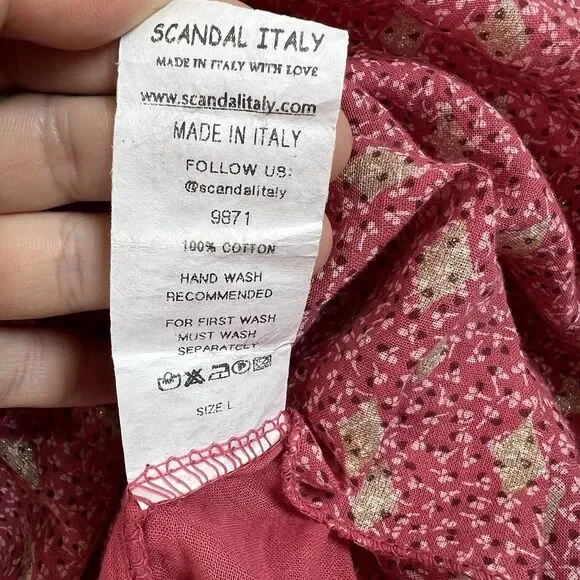 SCANDAL ITALY
MADE IN ITALY WITH LOVE
www.scandalitaly.com
MADE IN ITALY
FOLLOW US:
@scandalitaly
9871
100% COTTON
HAND WASH
RECOMMENDED
FOR FIRST WASH
MUST WASH
SEPARATELY
SIZE L